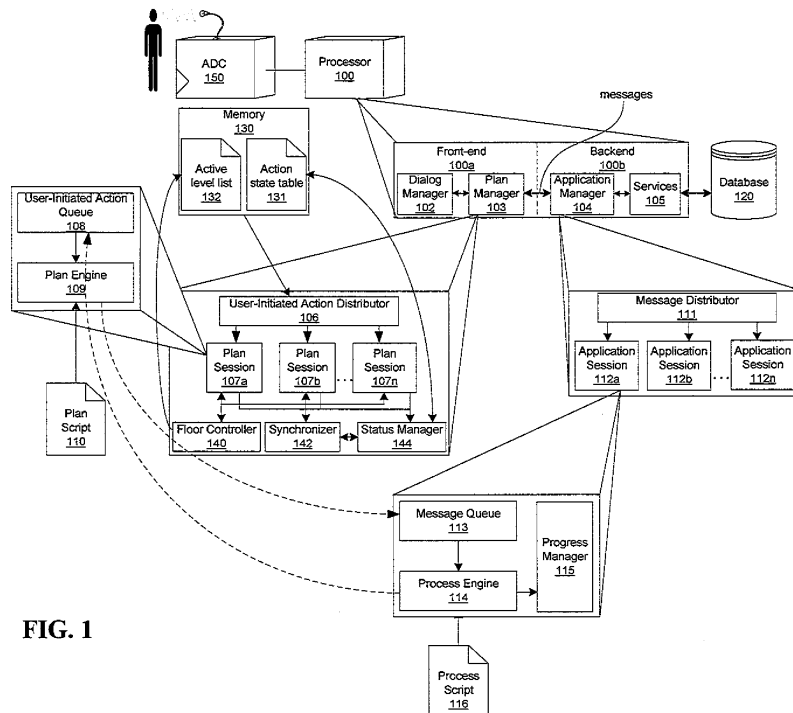 ADC
150
Processor
100
messages
Memory
130
Active
level list
132
Action
state table
131
Front-end
100a
Backend
100b
Dialog
Manager
102
Plan
Manager
103
Application
Manager
104
Services
105
Database
120
User-Initiated Action
Queue
108
Plan Engine
109
User-Initiated Action Distributor
106
Plan
Session
107a
Plan
Session
107b
...
Plan
Session
107n
Message Distributor
111
Application
Session
112a
Application
Session
112b
...
Application
Session
112n
Plan
Script
110
Floor Controller
140
Synchronizer
142
Status Manager
144
Message Queue
113
Progress
Manager
115
Process Engine
114
FIG. 1
Process
Script
116